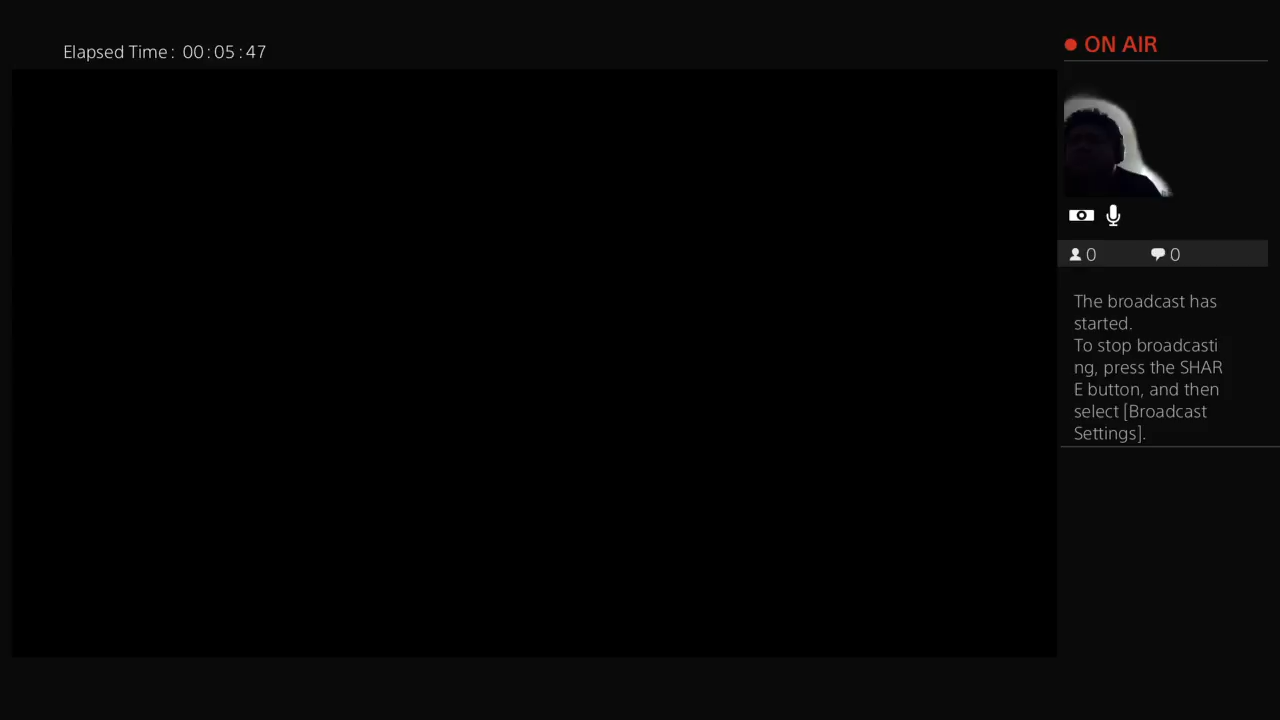 Elapsed Time: 00:05:47
ON AIR
0 0
The broadcast has
started.
To stop broadcasti
ng, press the SHAR
E button, and then
select [Broadcast
Settings].